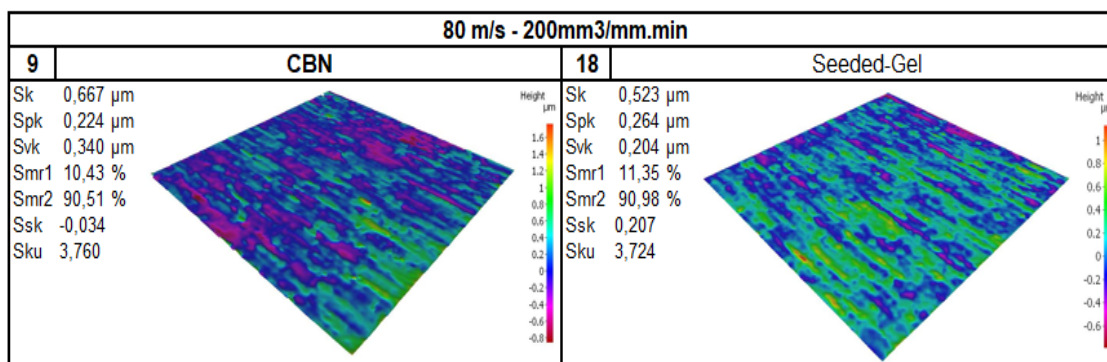 80 m/s - 200mm3/mm.min
9 CBN
Sk 0,667 µm
Spk 0,224 µm
Svk 0,340 µm
Smr1 10,43 %
Smr2 90,51 %
Ssk -0,034
Sku 3,760
Height
µm
1.6
1.4
1.2
1
0.8
0.6
0.4
0.2
0
-0.2
-0.4
-0.6
-0.8
18 Seeded-Gel
Sk 0,523 µm
Spk 0,264 µm
Svk 0,204 µm
Smr1 11,35 %
Smr2 90,98 %
Ssk 0,207
Sku 3,724
Height
1
0.8
0.6
0.4
0.2
0
-0.2
-0.4
-0.6